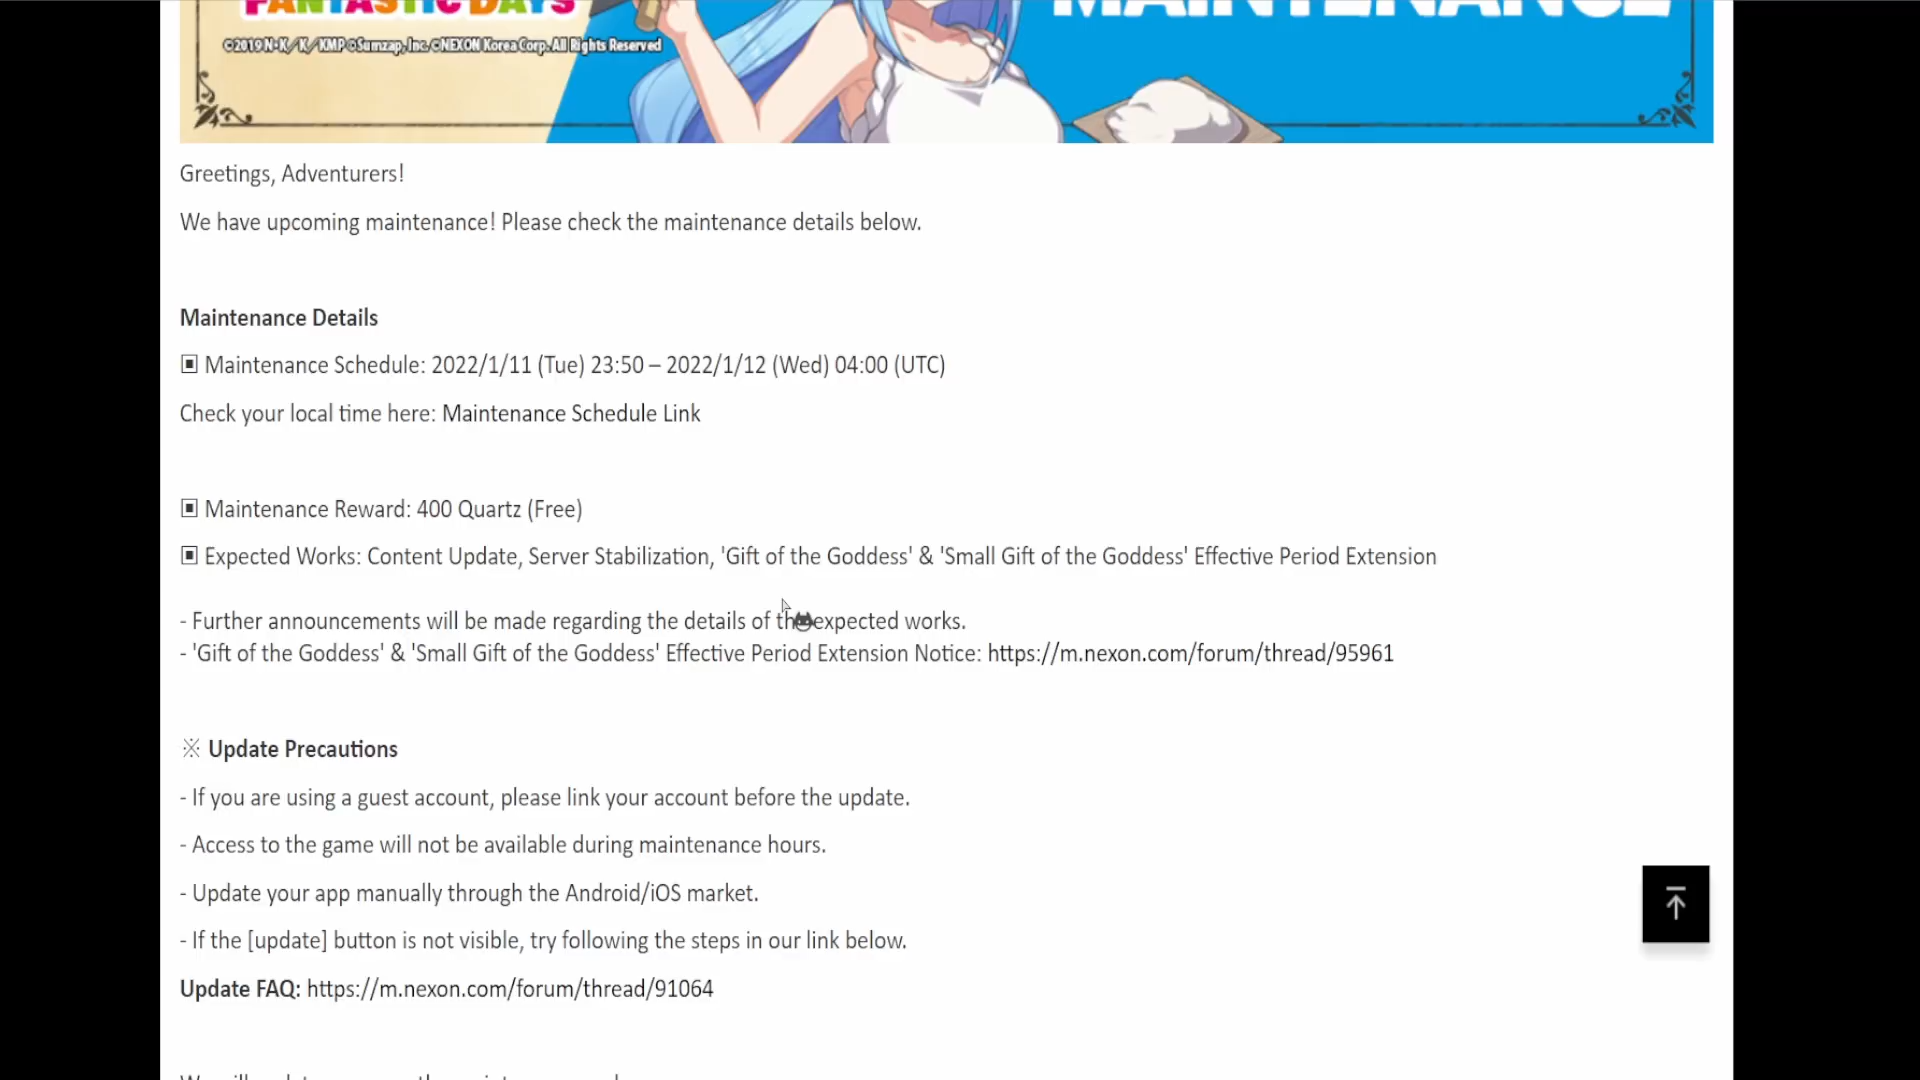 FANTASTIC DAYS
MAINTENANCE
©2019 N・K/K/KMP ©Sumzap, Inc. ©NEXON Korea Corp. All Rights Reserved
Greetings, Adventurers!
We have upcoming maintenance! Please check the maintenance details below.
Maintenance Details
▣ Maintenance Schedule: 2022/1/11 (Tue) 23:50 – 2022/1/12 (Wed) 04:00 (UTC)
Check your local time here: Maintenance Schedule Link
▣ Maintenance Reward: 400 Quartz (Free)
▣ Expected Works: Content Update, Server Stabilization, 'Gift of the Goddess' & 'Small Gift of the Goddess' Effective Period Extension
- Further announcements will be made regarding the details of the expected works.
- 'Gift of the Goddess' & 'Small Gift of the Goddess' Effective Period Extension Notice: https://m.nexon.com/forum/thread/95961
※ Update Precautions
- If you are using a guest account, please link your account before the update.
- Access to the game will not be available during maintenance hours.
- Update your app manually through the Android/iOS market.
- If the [update] button is not visible, try following the steps in our link below.
Update FAQ: https://m.nexon.com/forum/thread/91064